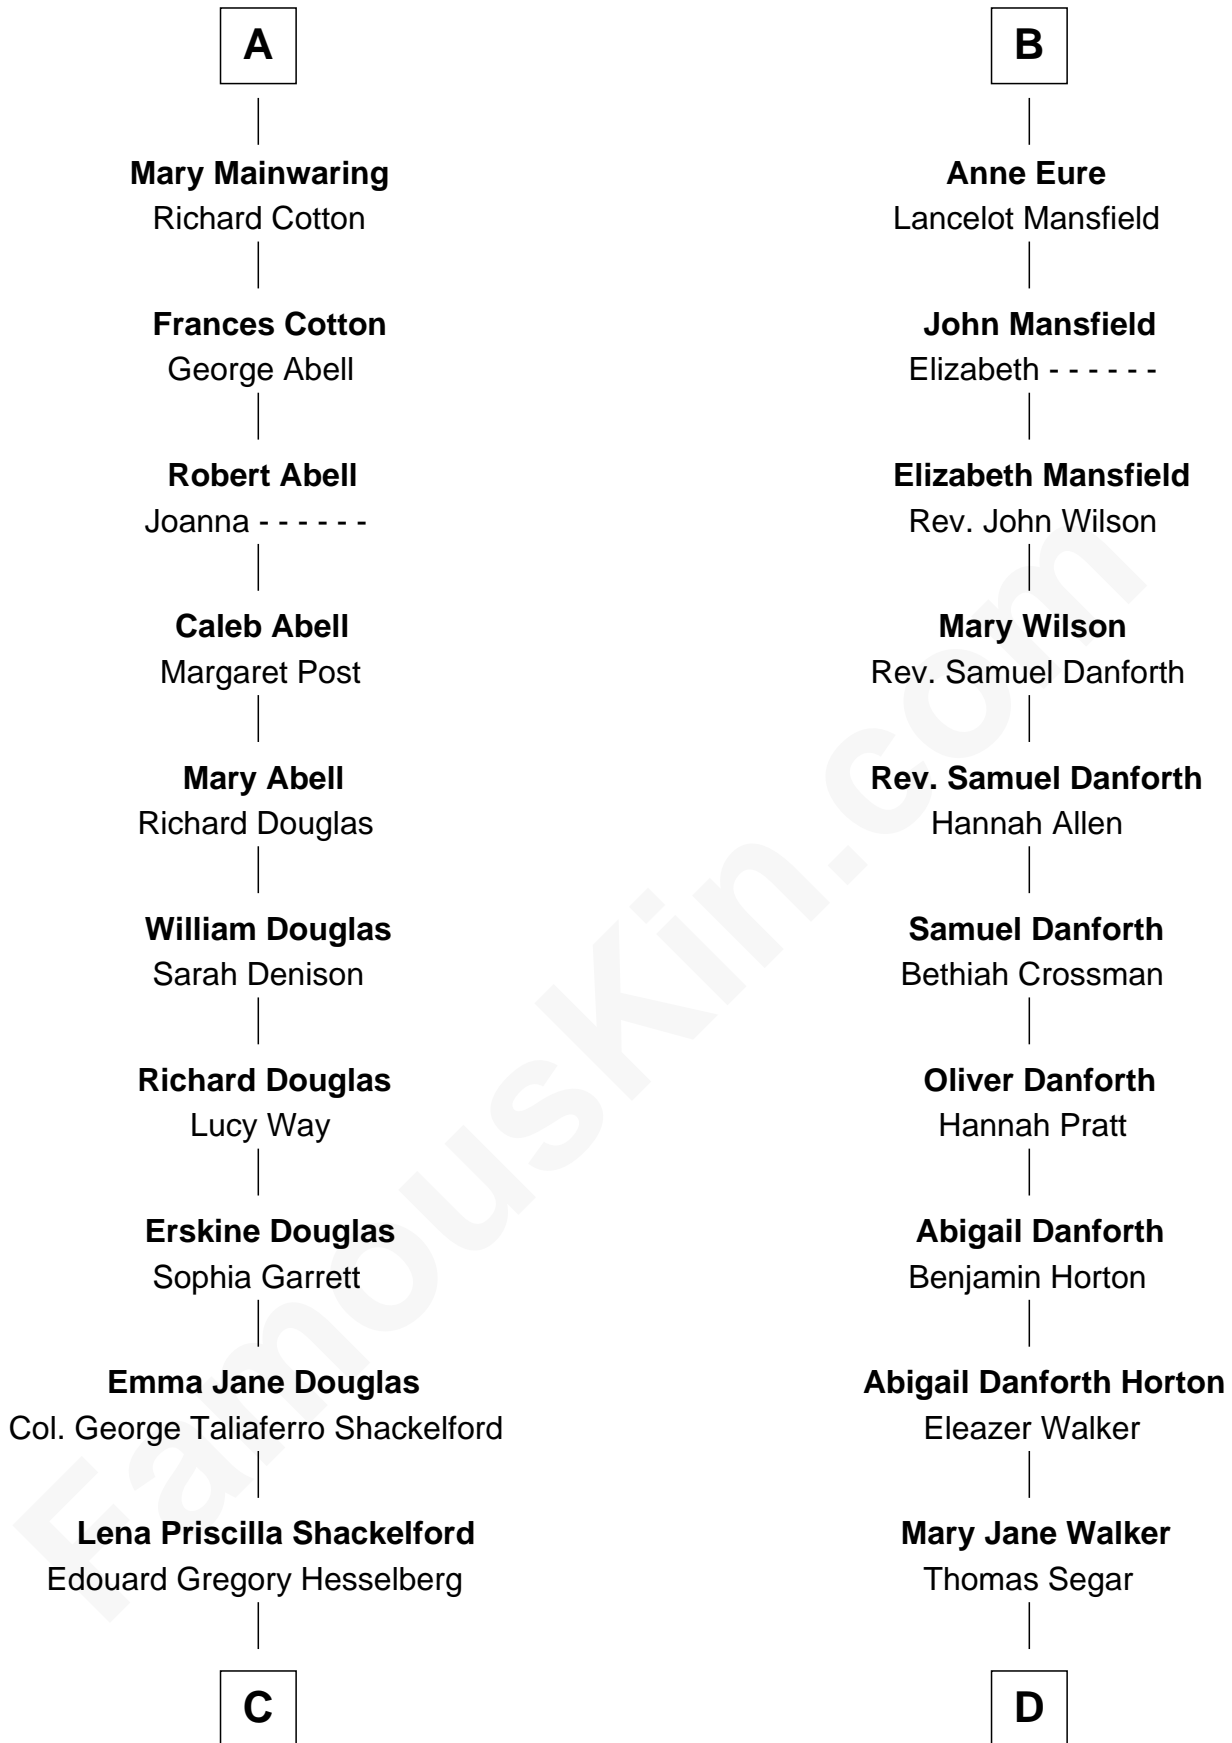 A
Mary Mainwaring
Richard Cotton
Frances Cotton
George Abell
Robert Abell
Joanna - - - - - -
Caleb Abell
Margaret Post
Mary Abell
Richard Douglas
William Douglas
Sarah Denison
Richard Douglas
Lucy Way
Erskine Douglas
Sophia Garrett
Emma Jane Douglas
Col. George Taliaferro Shackelford
Lena Priscilla Shackelford
Edouard Gregory Hesselberg
C
B
Anne Eure
Lancelot Mansfield
John Mansfield
Elizabeth - - - - - -
Elizabeth Mansfield
Rev. John Wilson
Mary Wilson
Rev. Samuel Danforth
Rev. Samuel Danforth
Hannah Allen
Samuel Danforth
Bethiah Crossman
Oliver Danforth
Hannah Pratt
Abigail Danforth
Benjamin Horton
Abigail Danforth Horton
Eleazer Walker
Mary Jane Walker
Thomas Segar
D
FamousKin.com